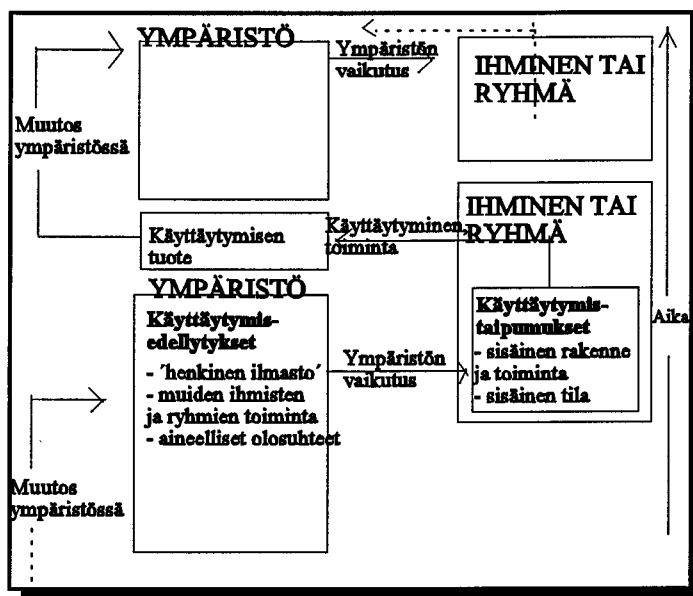 YMPÄRISTÖ
Ympäristön
vaikutus
IHMINEN TAI
RYHMÄ
Muutos
ympäristössä
Käyttäytymisen
tuote
Käyttäytyminen,
toiminta
IHMINEN TAI
RYHMÄ
YMPÄRISTÖ
Käyttäytymis-
edellytykset
- ´henkinen ilmasto´
- muiden ihmisten
ja ryhmien toiminta
- aineelliset olosuhteet
Ympäristön
vaikutus
Käyttäytymis-
taipumukset
- sisäinen rakenne
ja toiminta
- sisäinen tila
Aika
Muutos
ympäristössä